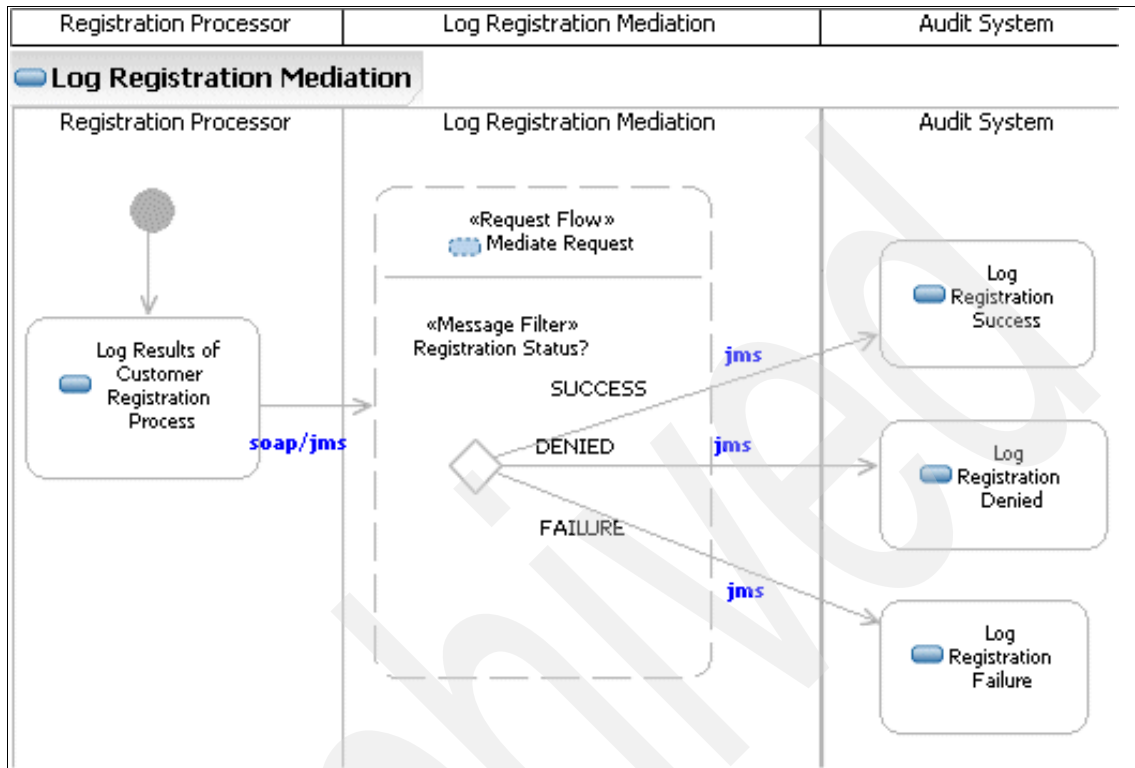 Registration Processor
Log Registration Mediation
Audit System
Log Registration Mediation
Registration Processor
Log Registration Mediation
Audit System
«Request Flow»
Mediate Request
Log Results of
Customer
Registration
Process
soap/jms
«Message Filter»
Registration Status?
SUCCESS
jms
DENIED
jms
FAILURE
jms
Log
Registration
Success
Log
Registration
Denied
Log
Registration
Failure